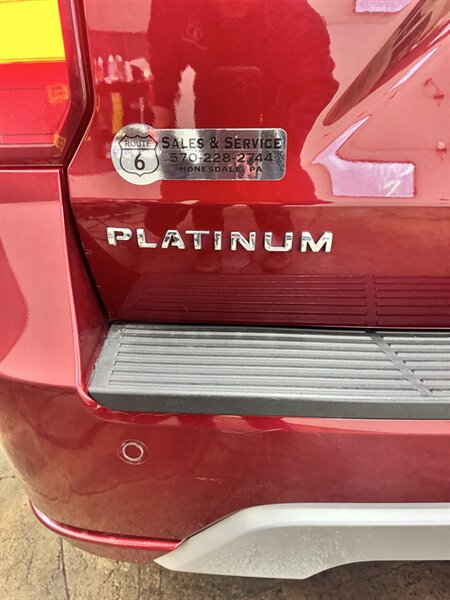 ROUTE
6
SALES & SERVICE
570-228-2744
HONESDALE, PA
PLATINUM